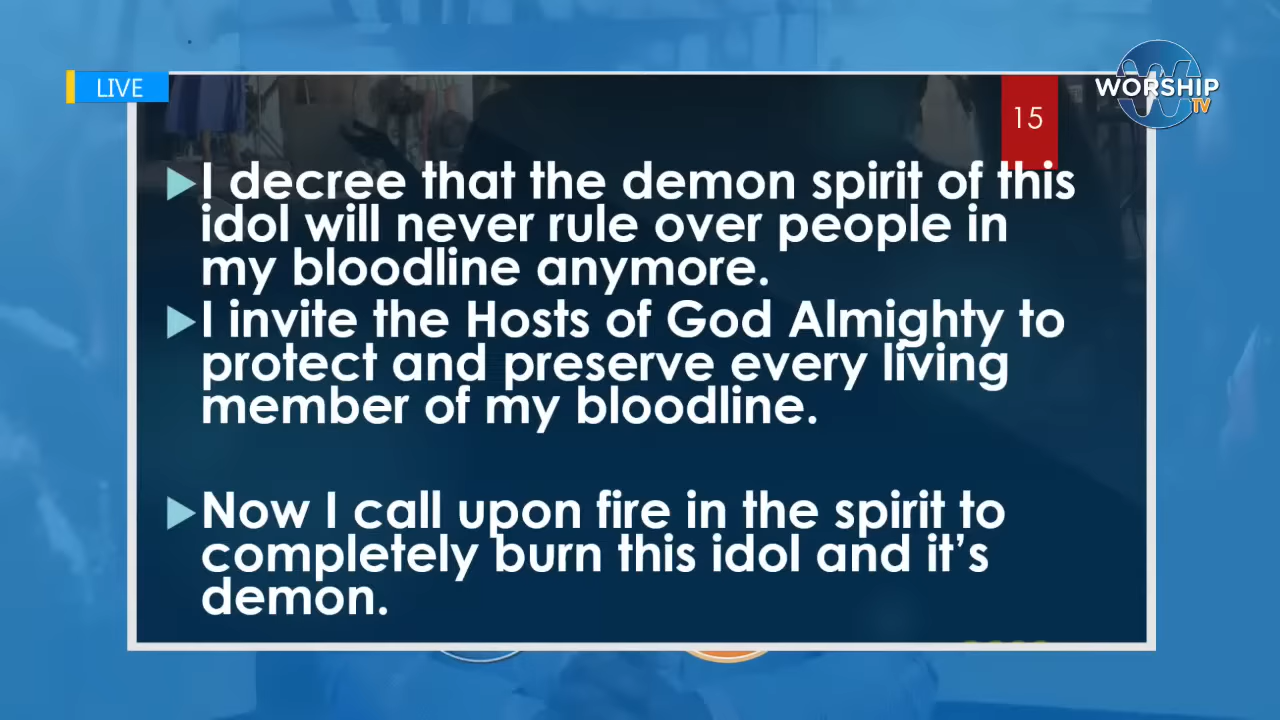 LIVE
WORSHIP
TV
15
I decree that the demon spirit of this
idol will never rule over people in
my bloodline anymore.
I invite the Hosts of God Almighty to
protect and preserve every living
member of my bloodline.
Now I call upon fire in the spirit to
completely burn this idol and it’s
demon.